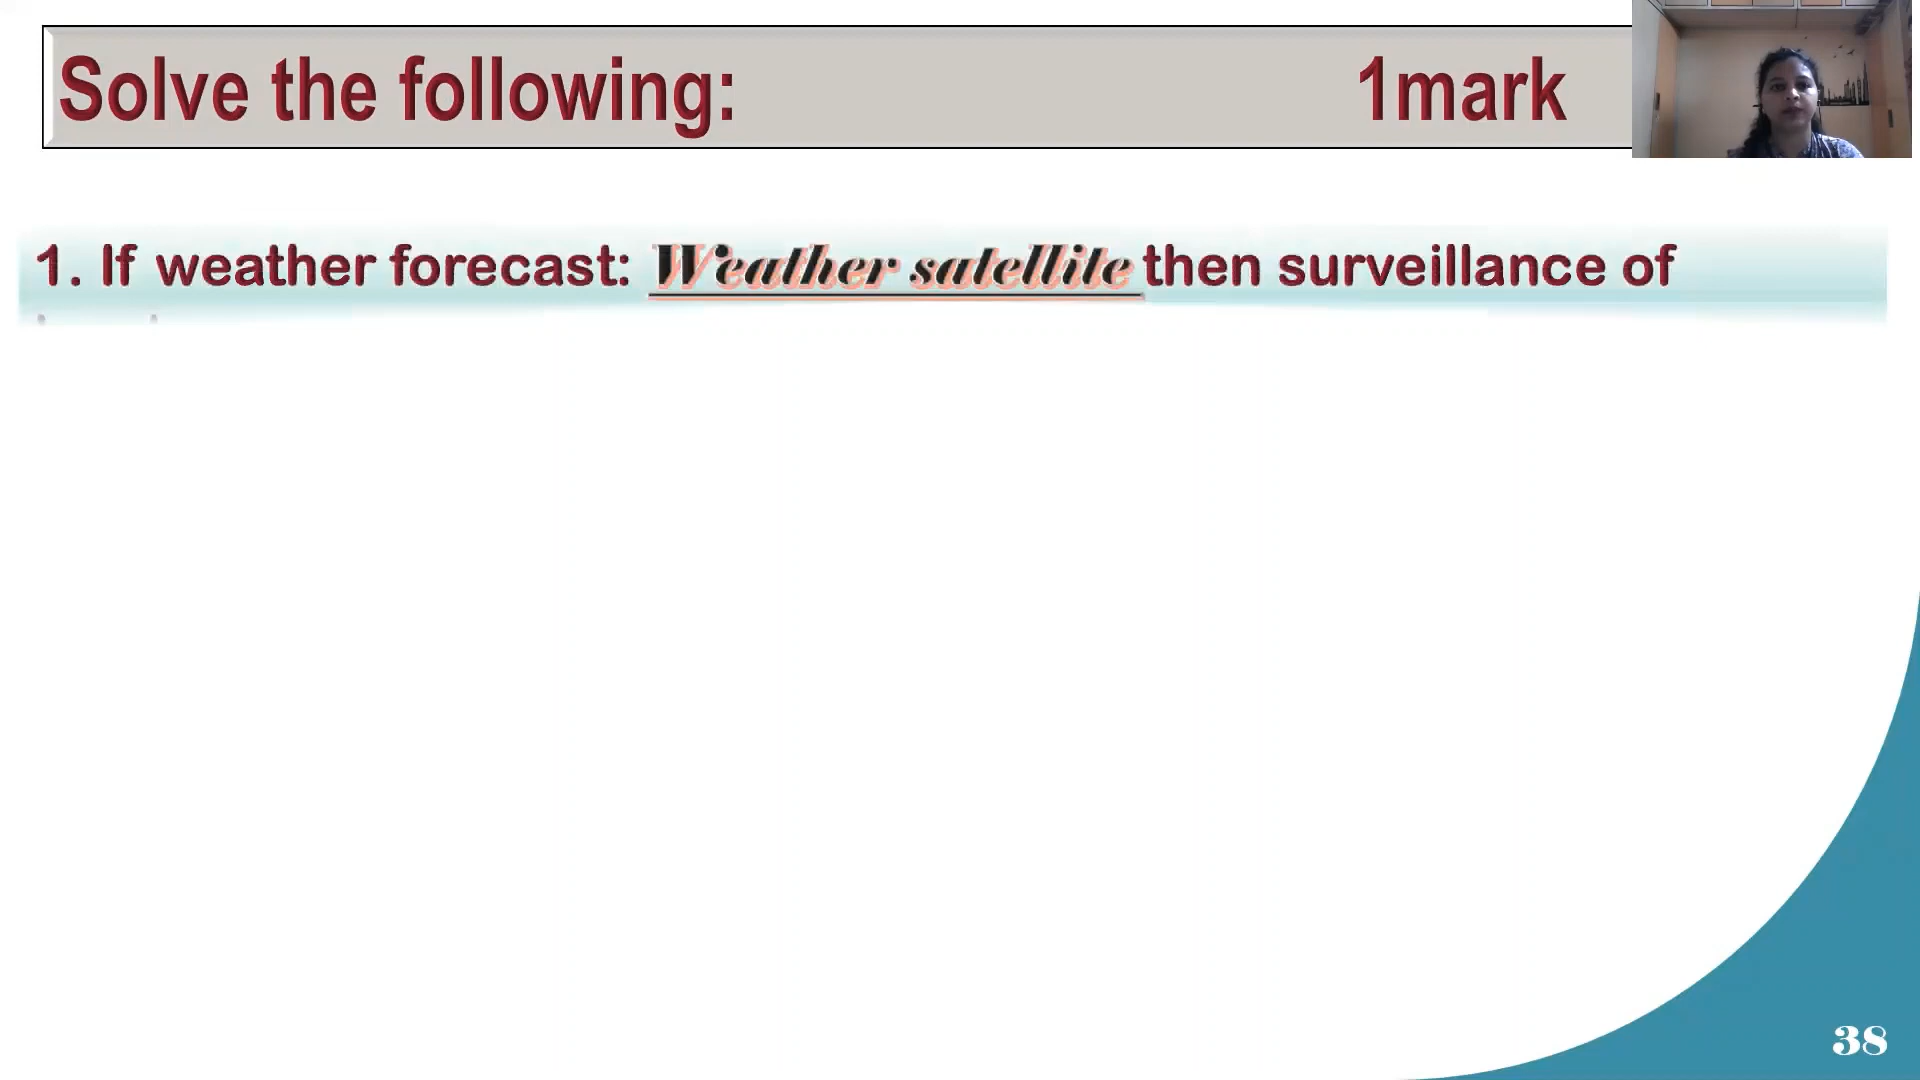 Solve the following: 1mark
1. If weather forecast: Weather satellite then surveillance of
38